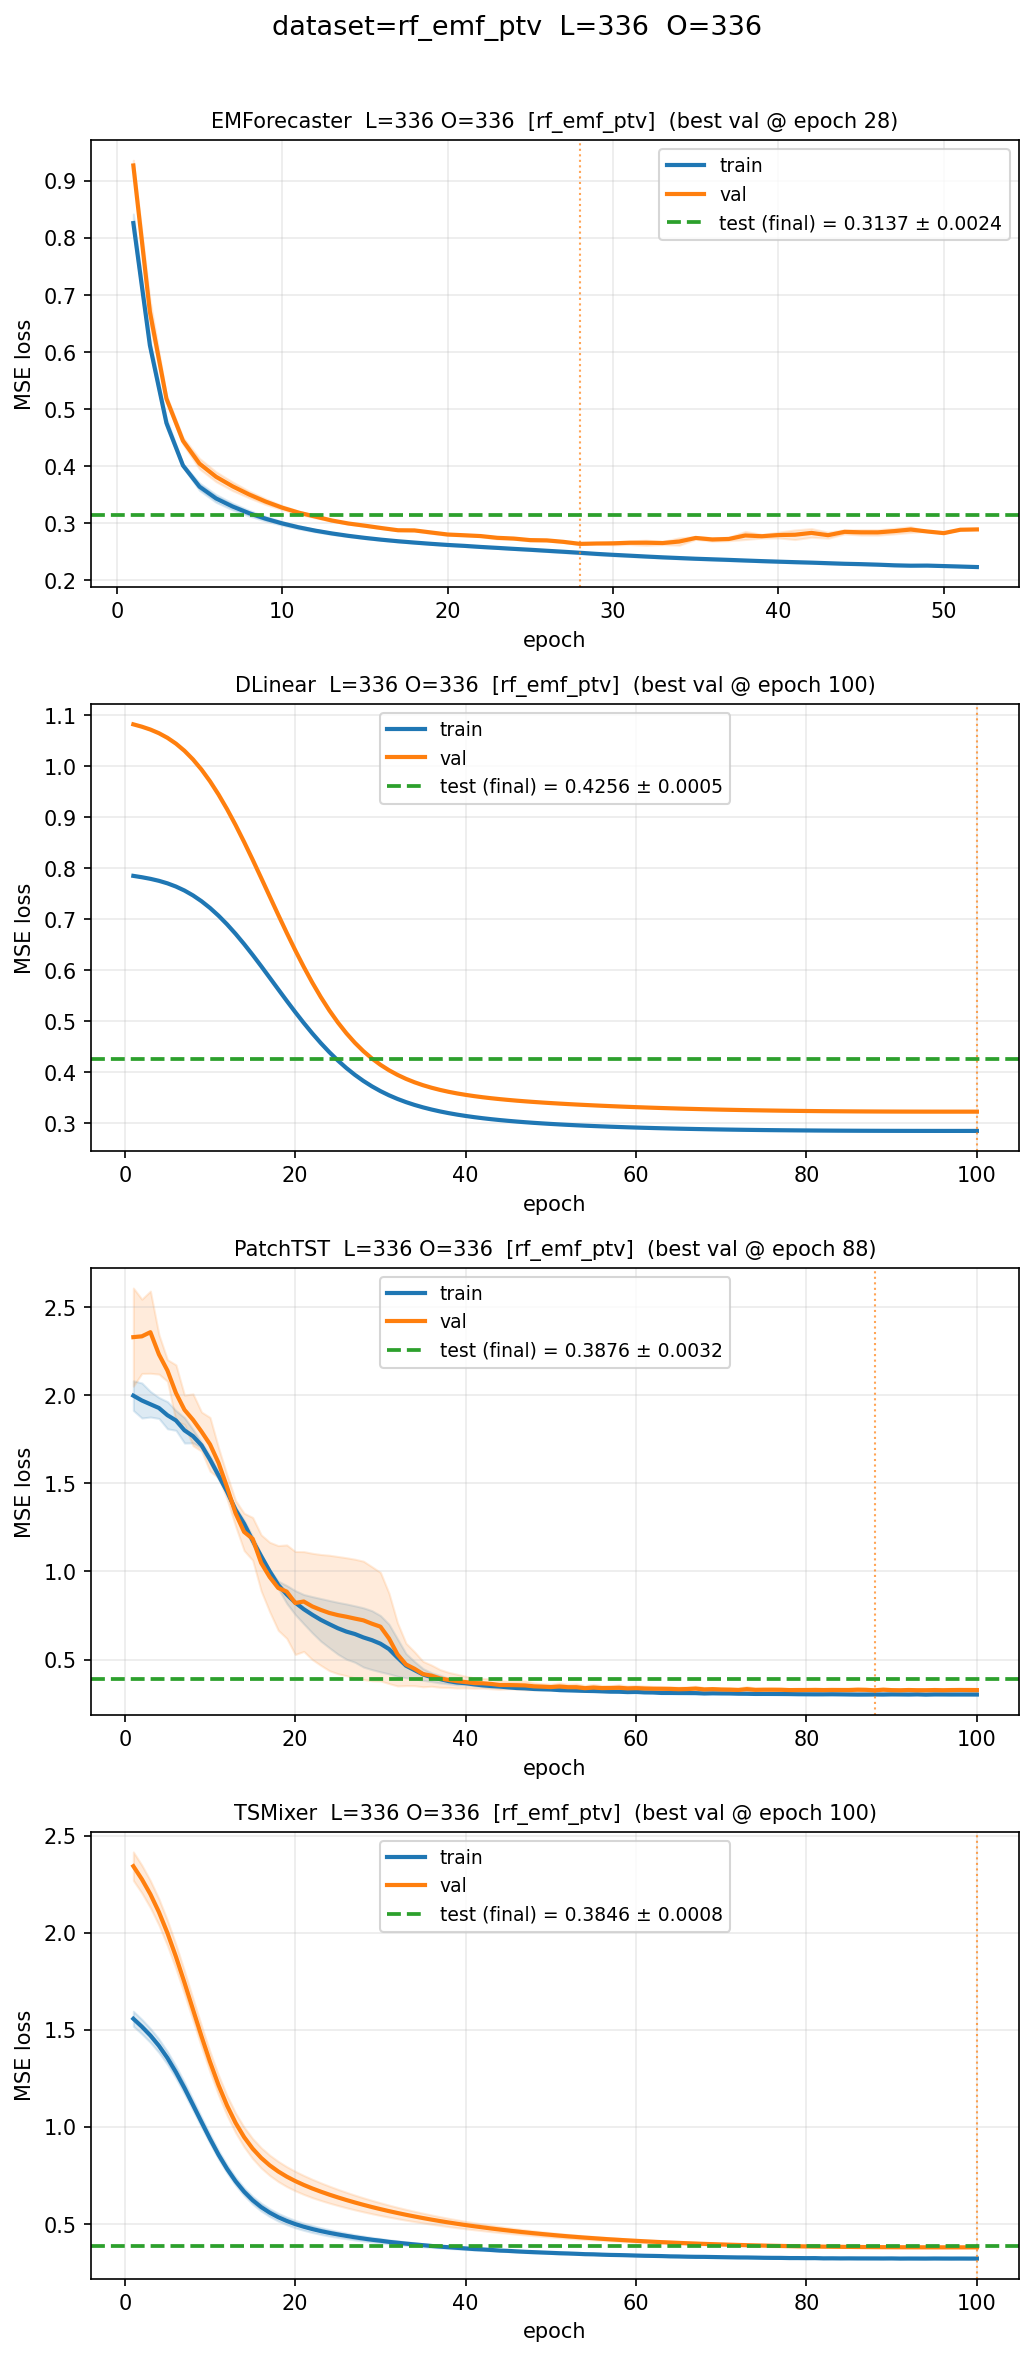 dataset=rf_emf_ptv  L=336  O=336
EMForecaster  L=336 O=336  [rf_emf_ptv]  (best val @ epoch 28)
train
val
test (final) = 0.3137 ± 0.0024
MSE loss
0.9
0.8
0.7
0.6
0.5
0.4
0.3
0.2
0 10 20 30 40 50
epoch
DLinear  L=336 O=336  [rf_emf_ptv]  (best val @ epoch 100)
train
val
test (final) = 0.4256 ± 0.0005
MSE loss
1.1
1.0
0.9
0.8
0.7
0.6
0.5
0.4
0.3
0 20 40 60 80 100
epoch
PatchTST  L=336 O=336  [rf_emf_ptv]  (best val @ epoch 88)
train
val
test (final) = 0.3876 ± 0.0032
MSE loss
2.5
2.0
1.5
1.0
0.5
0 20 40 60 80 100
epoch
TSMixer  L=336 O=336  [rf_emf_ptv]  (best val @ epoch 100)
train
val
test (final) = 0.3846 ± 0.0008
MSE loss
2.5
2.0
1.5
1.0
0.5
0 20 40 60 80 100
epoch